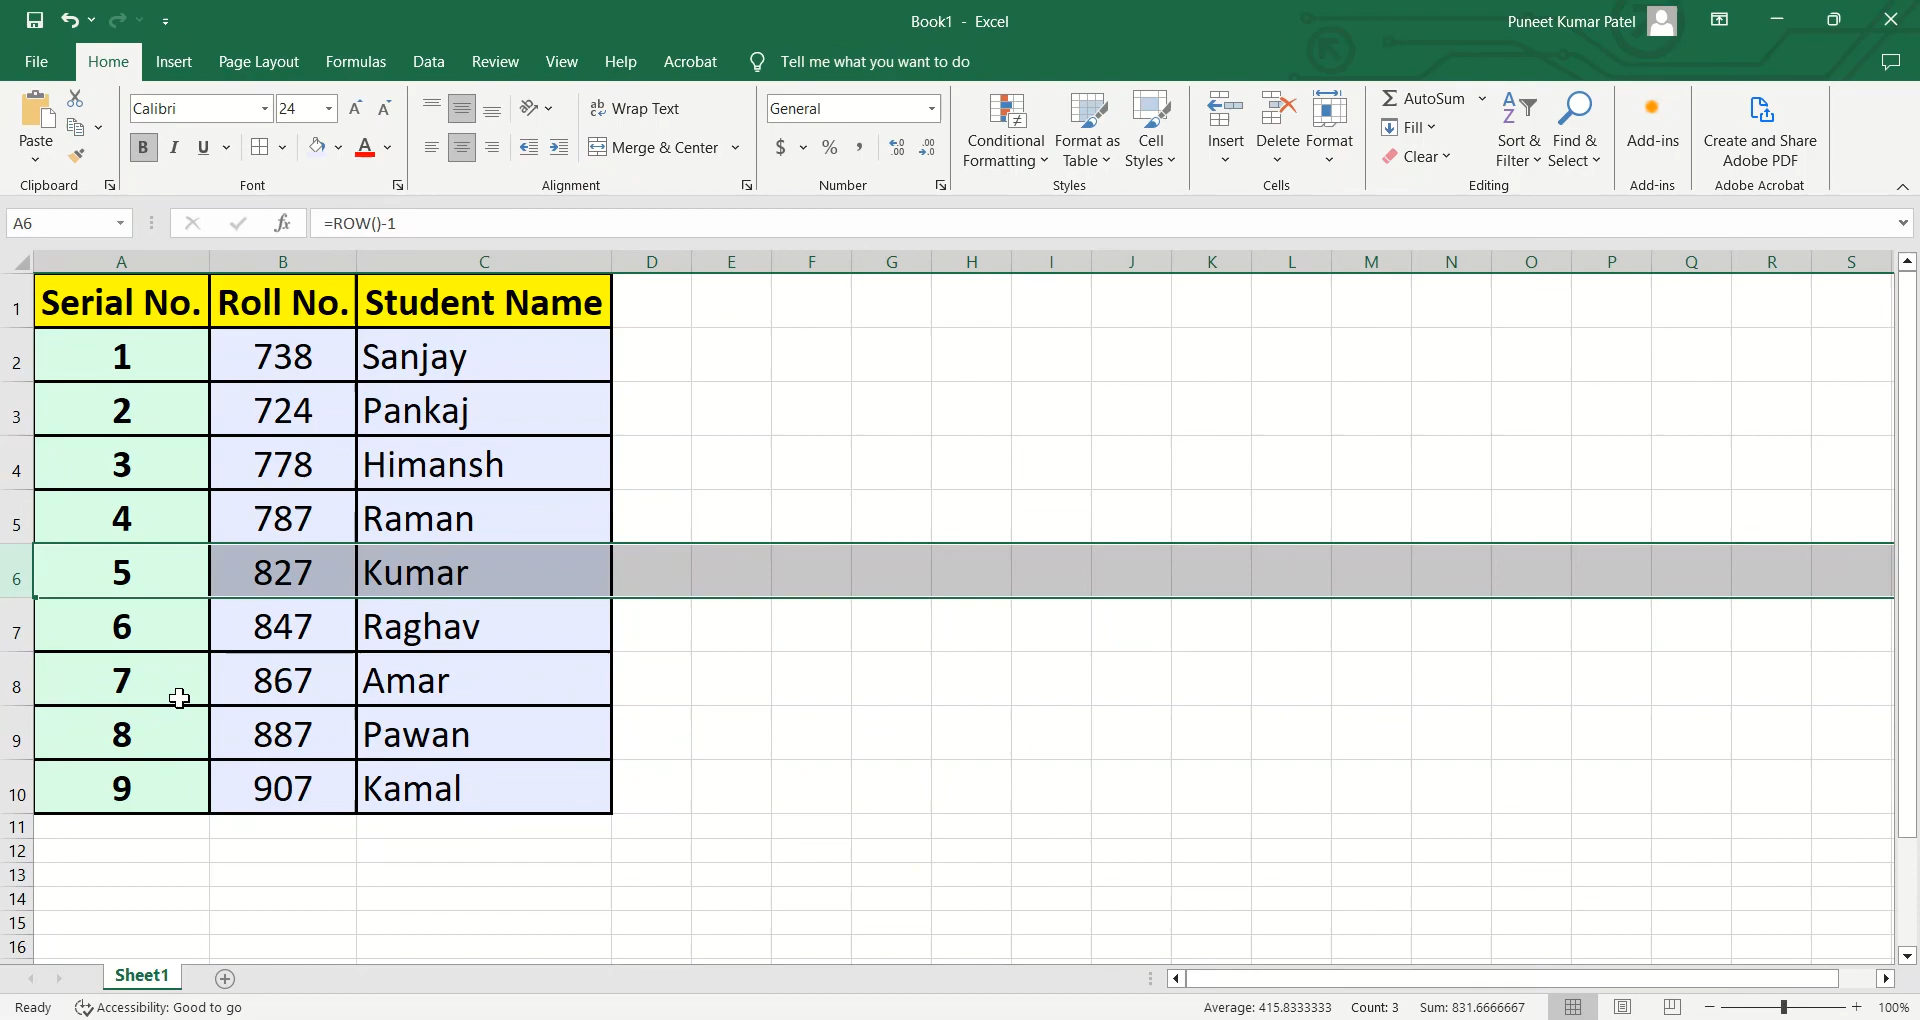 Book1 - Excel
Puneet Kumar Patel
File Home Insert Page Layout Formulas Data Review View Help Acrobat Tell me what you want to do
Paste
Clipboard
Calibri 24
B I U
Font
Wrap Text
Merge & Center
Alignment
General
$ % ,
Number
Conditional Formatting
Format as Table
Cell Styles
Styles
Insert Delete Format
Cells
AutoSum
Fill
Clear
Sort & Filter
Find & Select
Editing
Add-ins
Add-ins
Create and Share Adobe PDF
Adobe Acrobat
A6 fx =ROW()-1
A B C D E F G H I J K L M N O P Q R S
1 Serial No. Roll No. Student Name
2 1 738 Sanjay
3 2 724 Pankaj
4 3 778 Himansh
5 4 787 Raman
6 5 827 Kumar
7 6 847 Raghav
8 7 867 Amar
9 8 887 Pawan
10 9 907 Kamal
11
12
13
14
15
16
Sheet1
Ready Accessibility: Good to go Average: 415.8333333 Count: 3 Sum: 831.6666667 100%